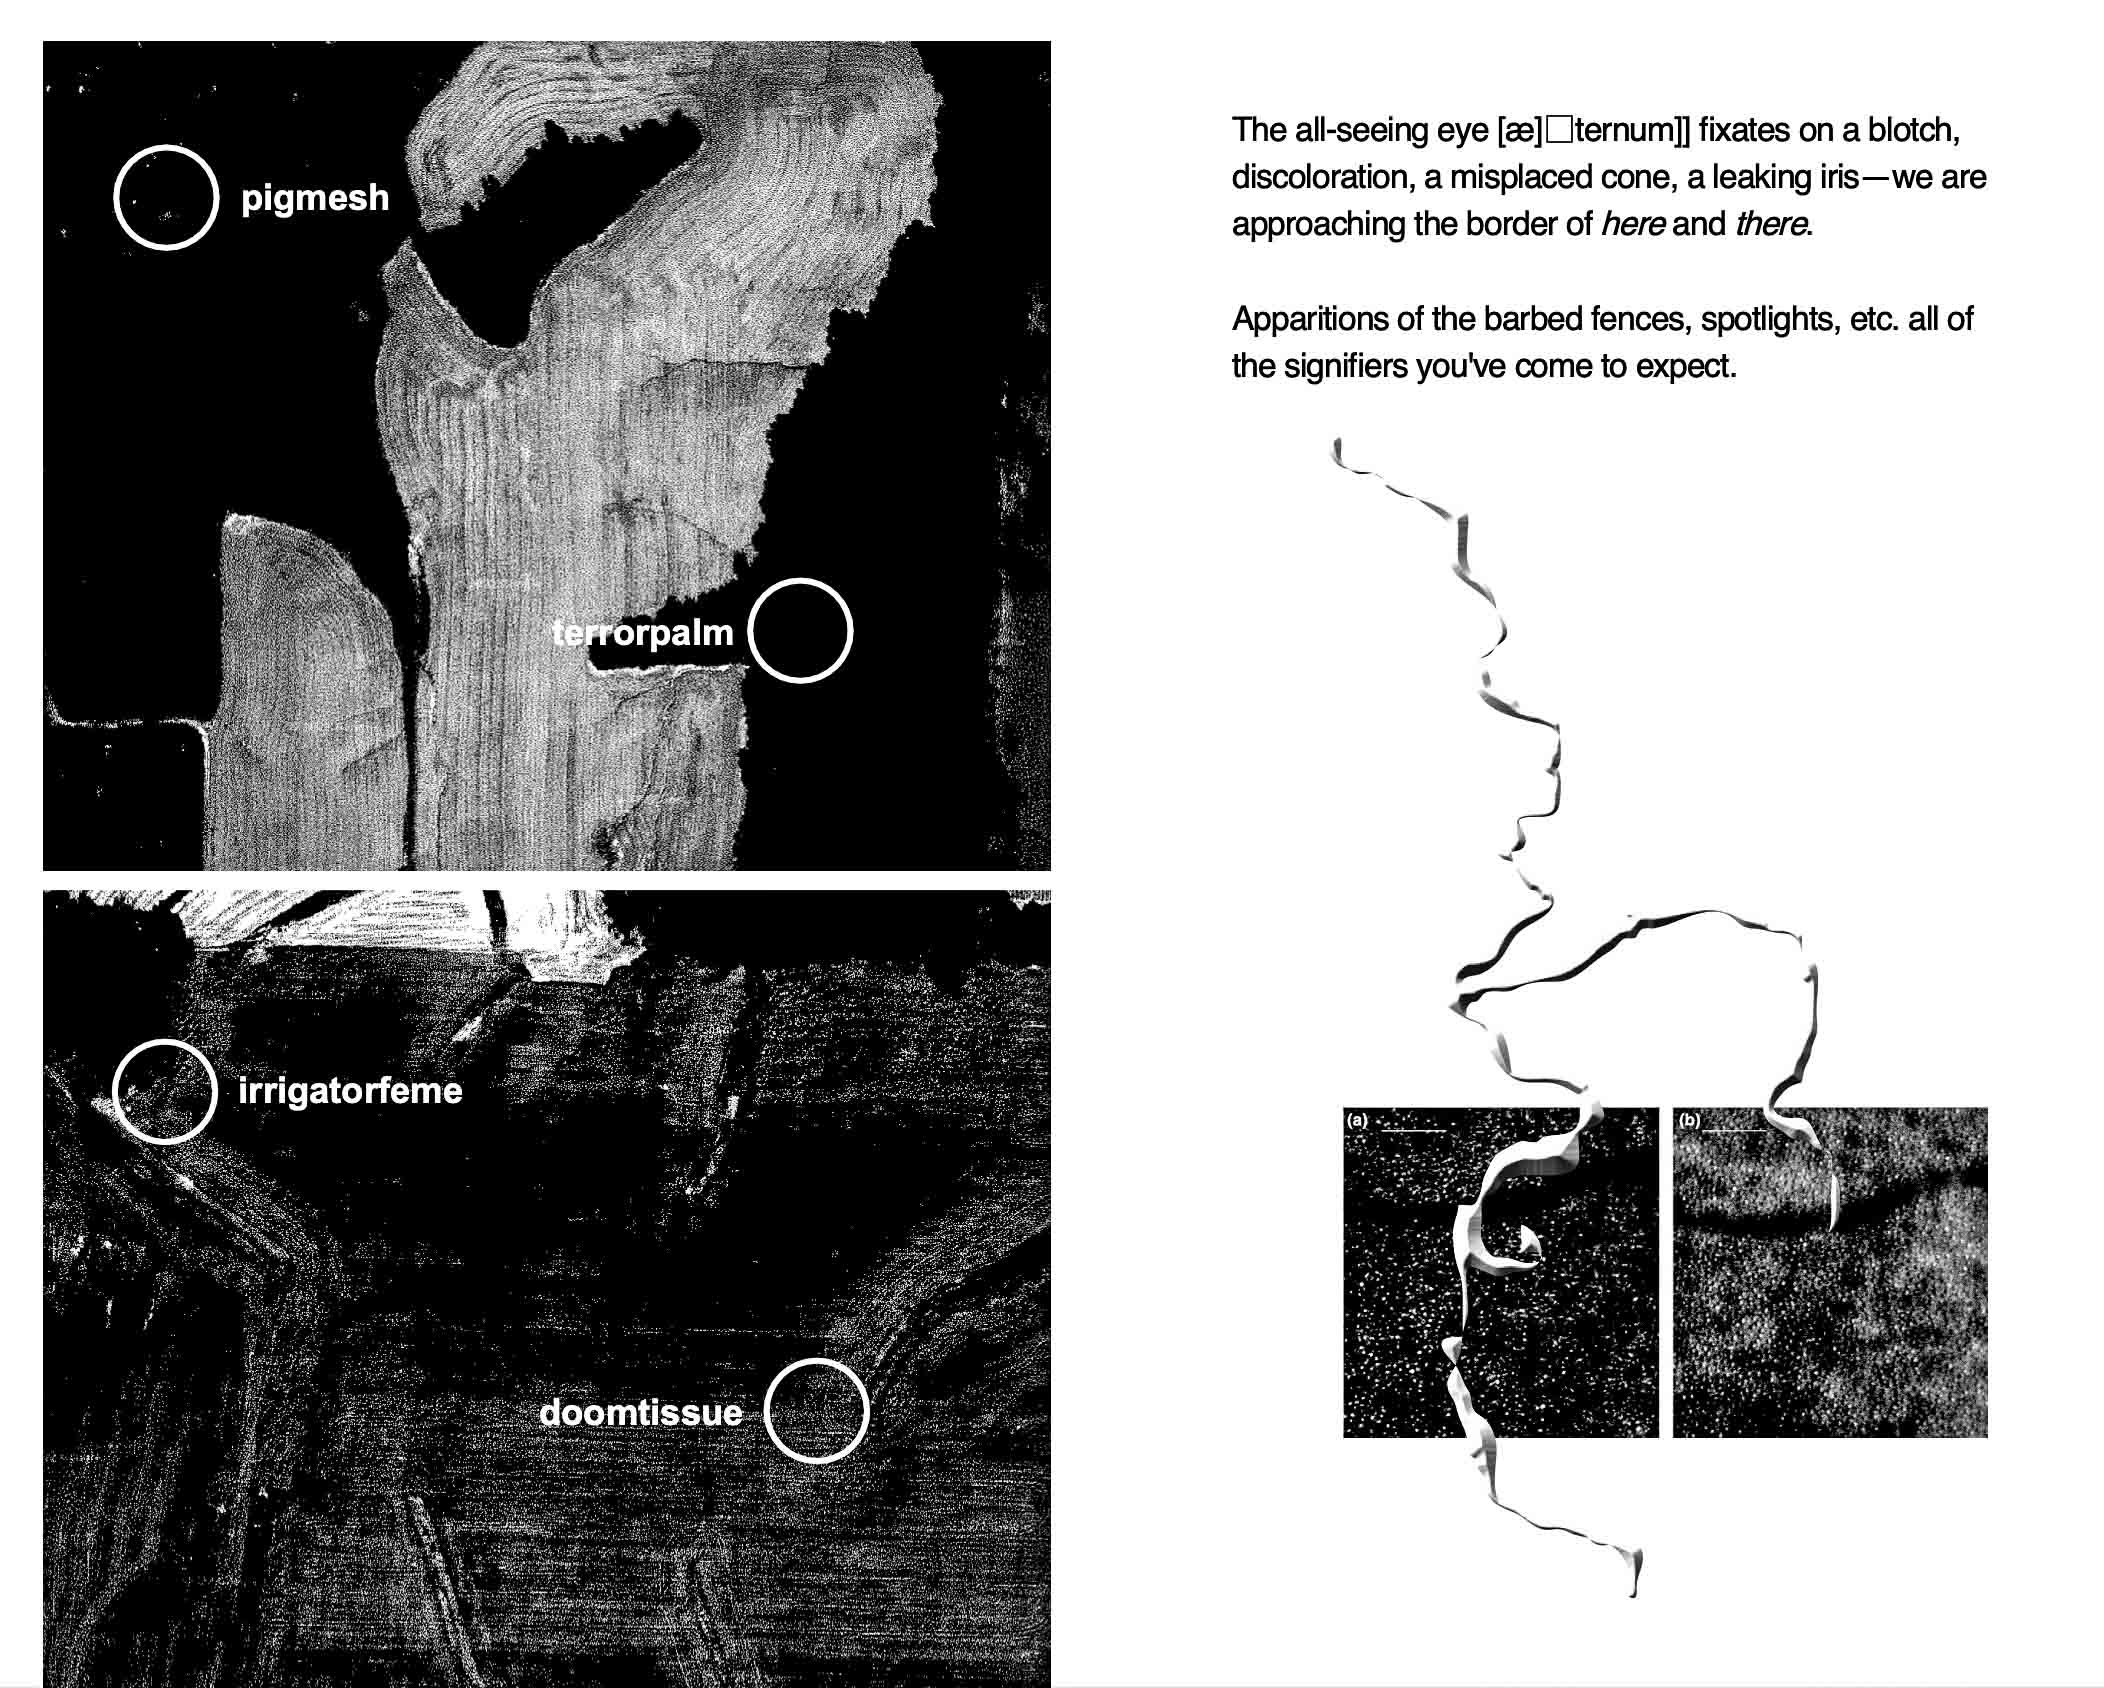 pigmesh
terrorpalm
irrigatorfeme
doomtissue
The all-seeing eye [æ]□ternum]] fixates on a blotch,
discoloration, a misplaced cone, a leaking iris—we are
approaching the border of here and there.
Apparitions of the barbed fences, spotlights, etc. all of
the signifiers you've come to expect.
(a)
(b)